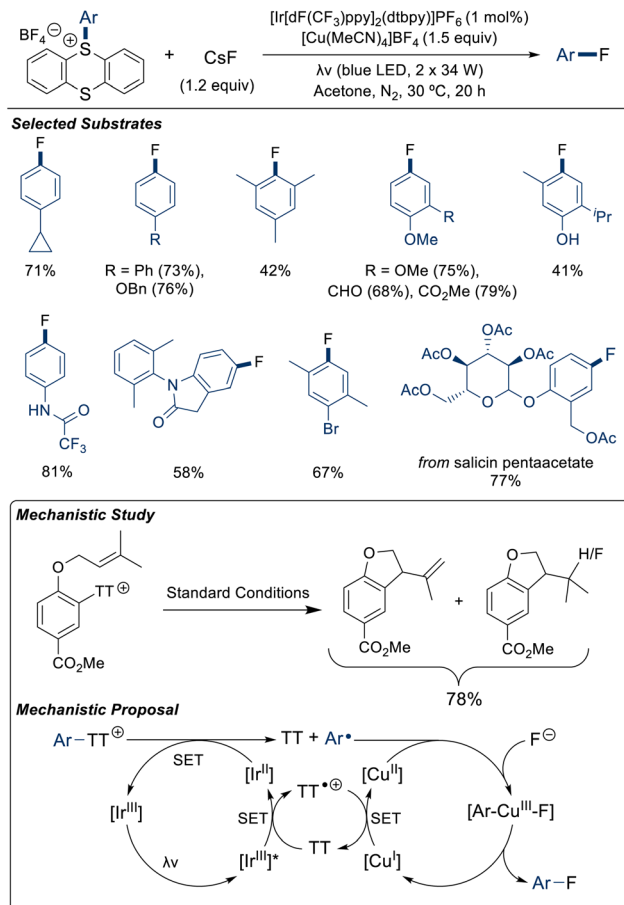 Ar
BF4⊖
S⊕
S
+
CsF
(1.2 equiv)
[Ir[dF(CF3)ppy]2(dtbpy)]PF6 (1 mol%)
[Cu(MeCN)4]BF4 (1.5 equiv)
λν (blue LED, 2 x 34 W)
Acetone, N2, 30 ºC, 20 h
Ar–F
Selected Substrates
F
71%
F
R
R = Ph (73%),
OBn (76%)
F
42%
F
R
OMe
R = OMe (75%),
CHO (68%), CO2Me (79%)
F
iPr
OH
41%
F
HN
O
CF3
81%
F
N
O
58%
F
Br
67%
OAc
AcO
OAc
AcO
O
O
F
OAc
from salicin pentaacetate
77%
Mechanistic Study
O
TT⊕
CO2Me
Standard Conditions
O
CO2Me
+
O
H/F
CO2Me
78%
Mechanistic Proposal
Ar–TT⊕
TT + Ar•
F⊖
SET
[IrII]
[CuII]
[IrIII]
TT•⊕
SET
SET
[Ar-CuIII-F]
λν
[IrIII]*
TT
[CuI]
Ar–F